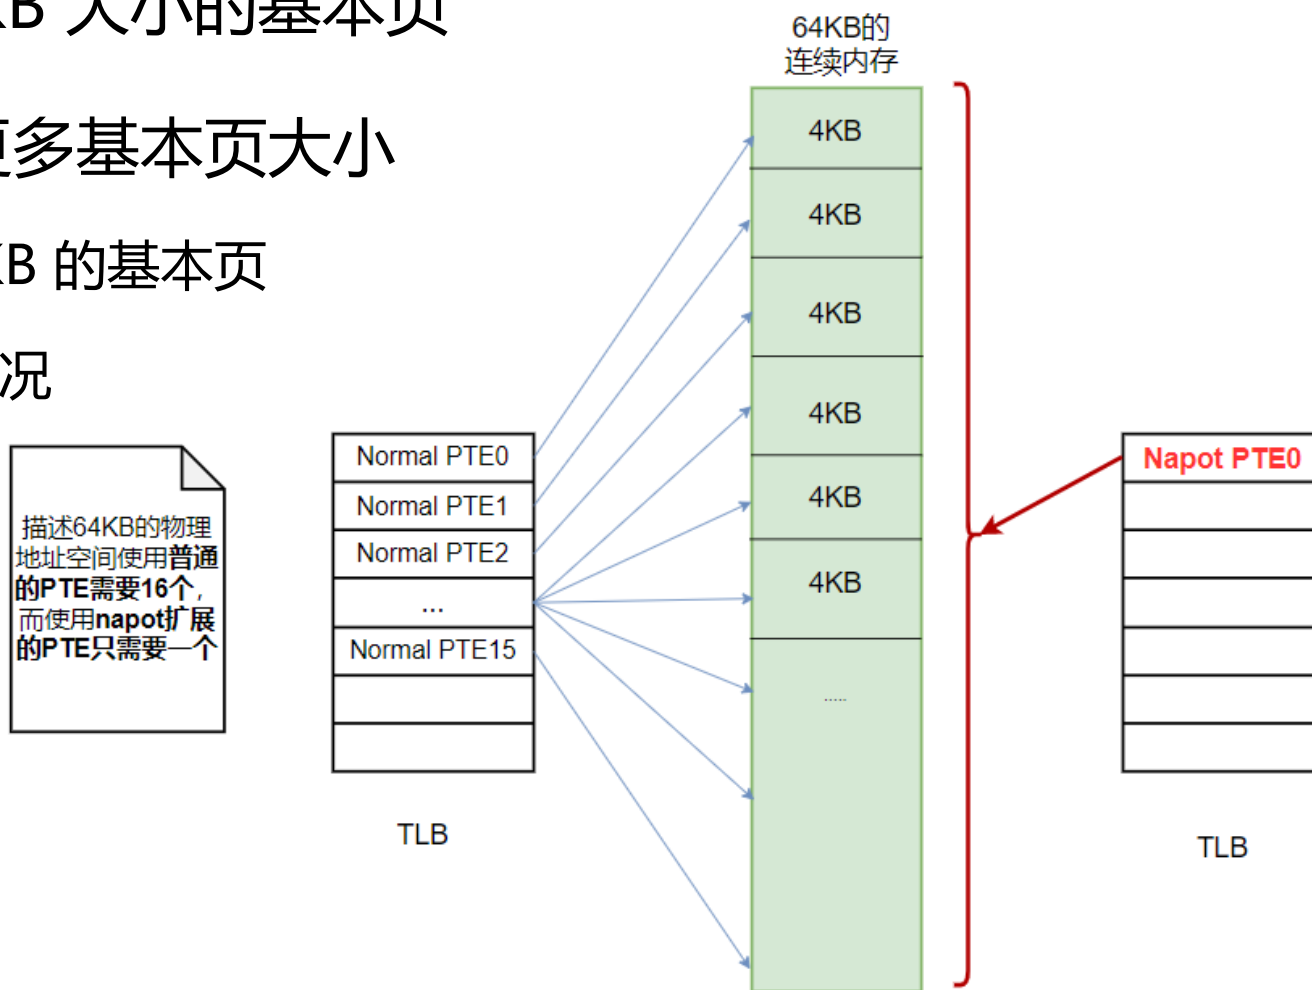 KB 大小的基本页
更多基本页大小
KB 的基本页
况
64KB的
连续内存
4KB
4KB
4KB
4KB
4KB
4KB
.....
Normal PTE0
Normal PTE1
Normal PTE2
...
Normal PTE15
TLB
描述64KB的物理
地址空间使用普通
的PTE需要16个，
而使用napot扩展
的PTE只需要一个
Napot PTE0
TLB